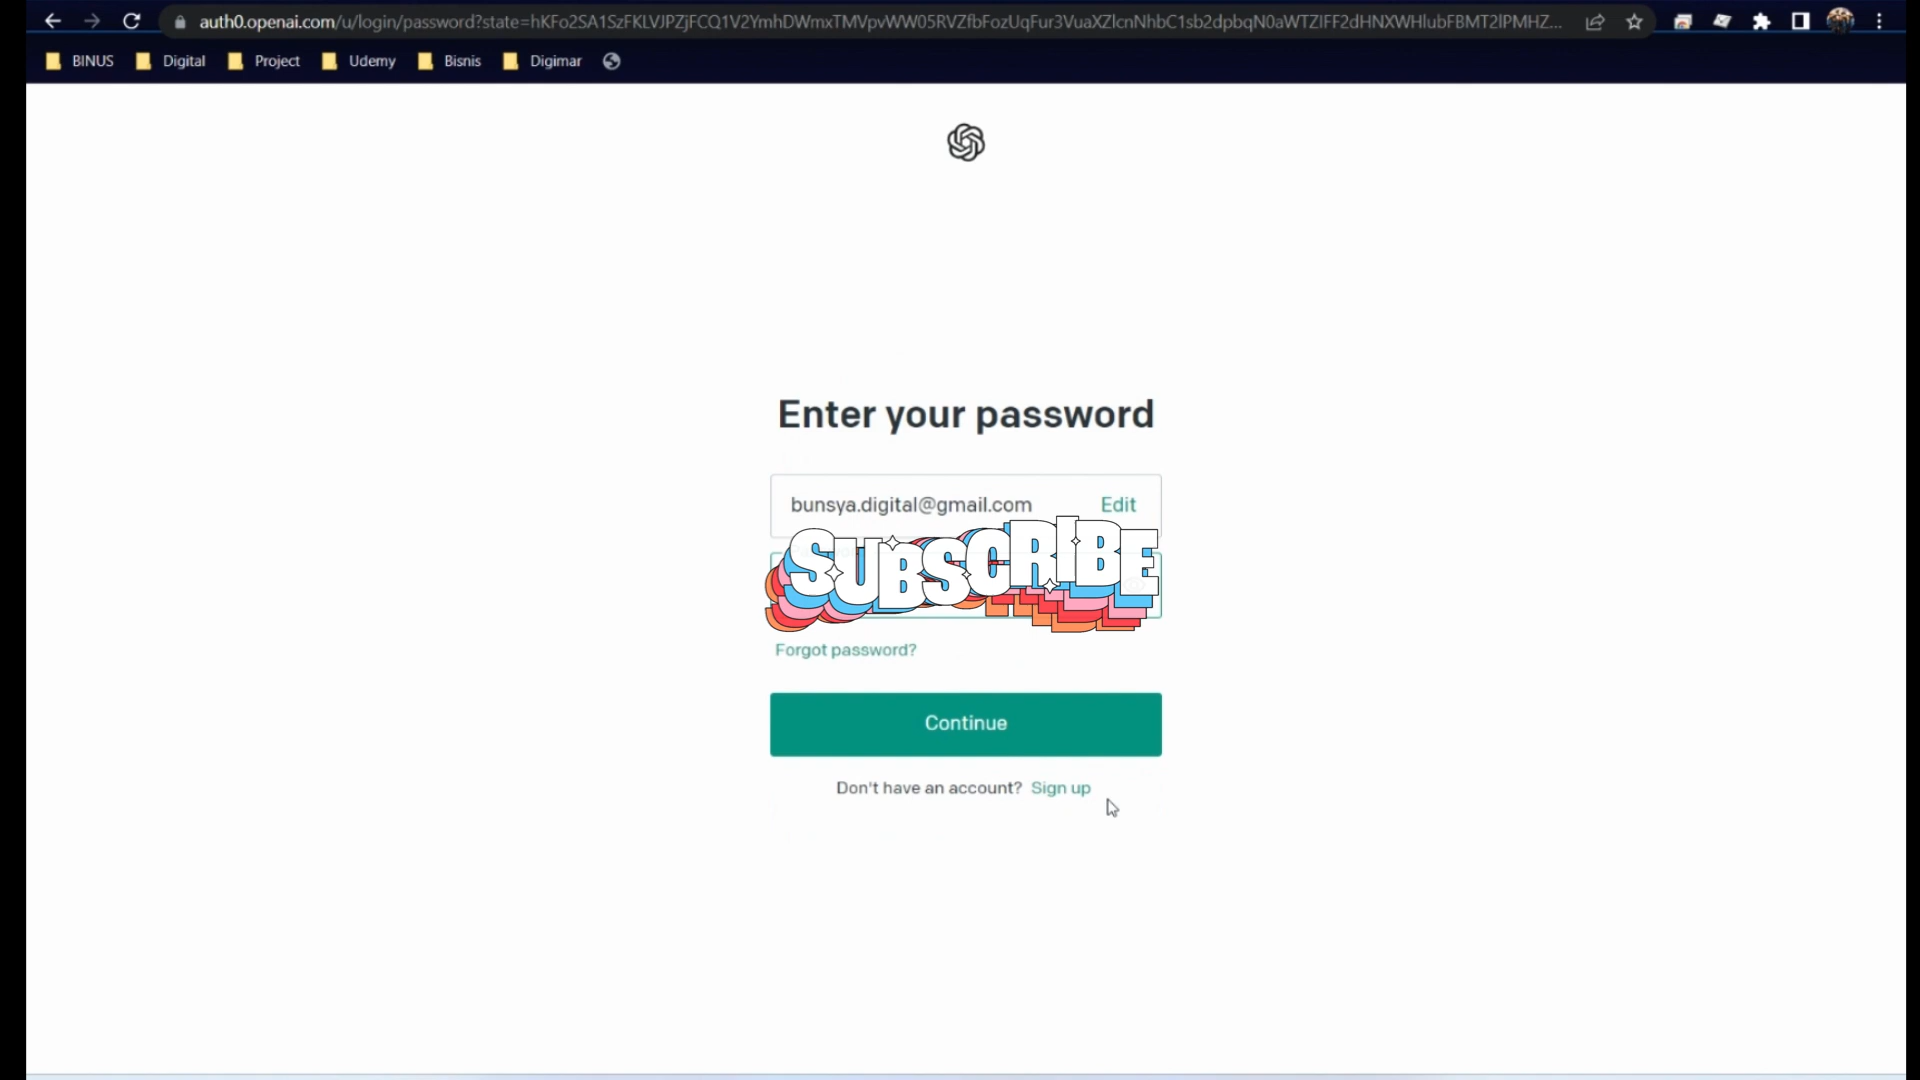 auth0.openai.com/u/login/password?state=hKFo2SA1SzFKLVJPZjFCQ1V2YmhDWmxTMVpvWW05RVZfbFozUqFur3VuaXZlcnNhbC1sb2dpbqN0aWTZIFF2dHNXWHlubFBMT2lPMHZ...
BINUS Digital Project Udemy Bisnis Digimar
Enter your password
bunsya.digital@gmail.com Edit
SUBSCRIBE
Forgot password?
Continue
Don't have an account? Sign up